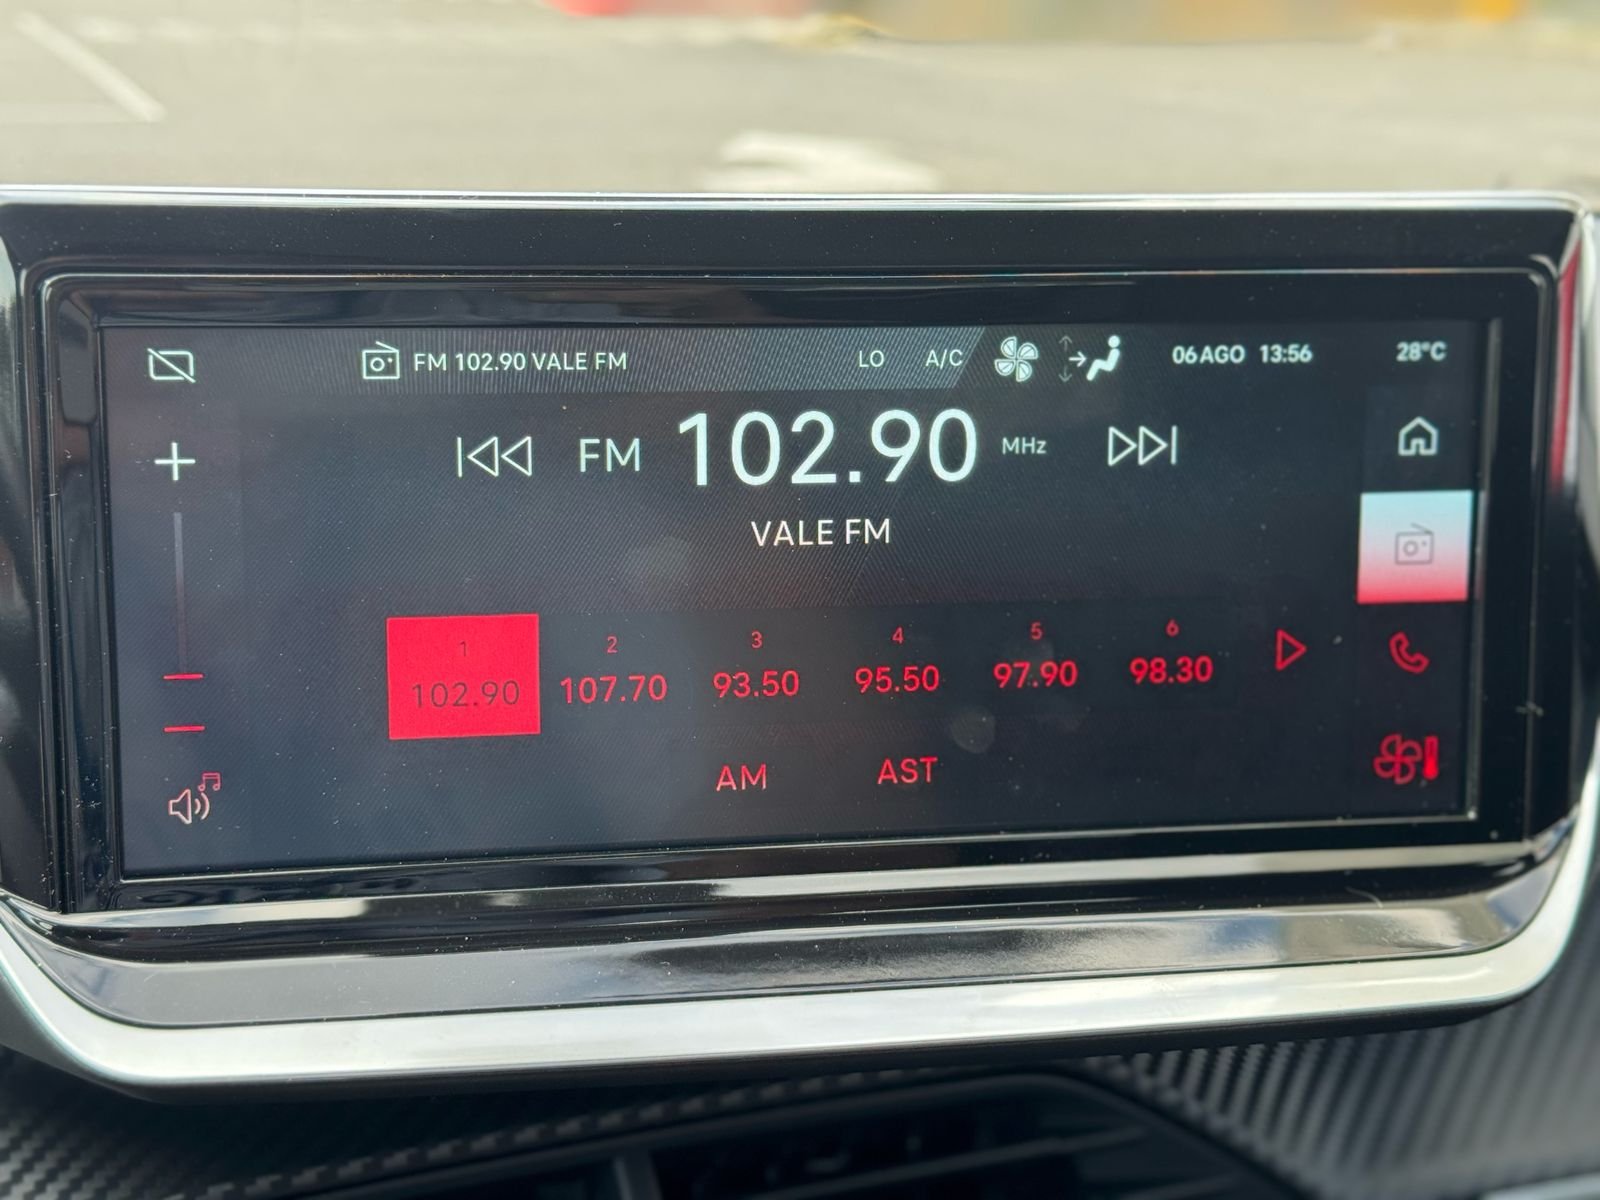 FM 102.90 VALE FM LO A/C 06 AGO 13:56 28°C
FM 102.90 MHz
VALE FM
1 2 3 4 5 6
102.90 107.70 93.50 95.50 97.90 98.30
AM AST